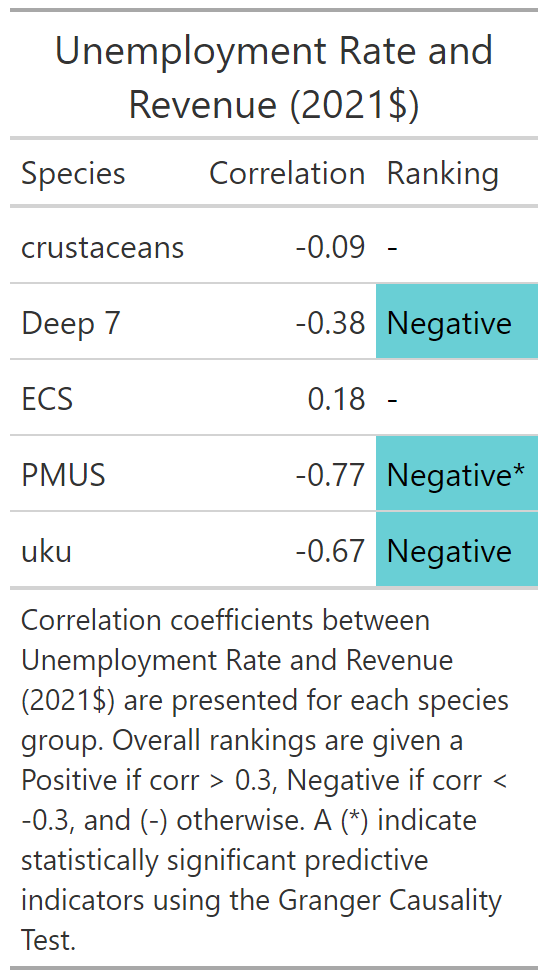 Unemployment Rate and
Revenue (2021$)
Species Correlation Ranking
crustaceans -0.09 -
Deep 7 -0.38 Negative
ECS 0.18 -
PMUS -0.77 Negative*
uku -0.67 Negative
Correlation coefficients between
Unemployment Rate and Revenue
(2021$) are presented for each species
group. Overall rankings are given a
Positive if corr > 0.3, Negative if corr <
-0.3, and (-) otherwise. A (*) indicate
statistically significant predictive
indicators using the Granger Causality
Test.